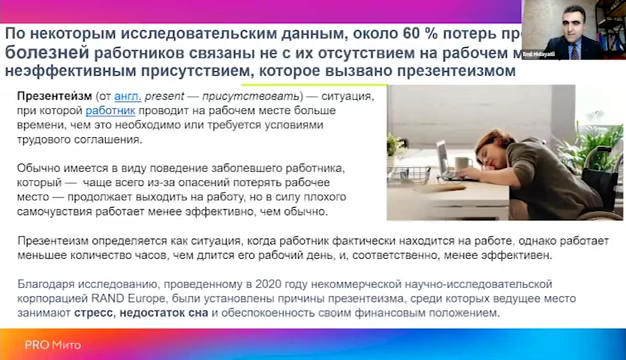 По некоторым исследовательским данным, около 60 % потерь
болезней работников связаны не с их отсутствием на рабочем
неэффективным присутствием, которое вызвано презентеизмом
Презентеизм (от англ. present — присутствовать) — ситуация,
при которой работник проводит на рабочем месте больше
времени, чем это необходимо или требуется условиями
трудового соглашения.
Обычно имеется в виду поведение заболевшего работника,
который — чаще всего из-за опасений потерять рабочее
место — продолжает выходить на работу, но в силу плохого
самочувствия работает менее эффективно, чем обычно.
Презентеизм определяется как ситуация, когда работник фактически находится на работе, однако работает
меньшее количество часов, чем длится его рабочий день, и, соответственно, менее эффективен.
Благодаря исследованию, проведенному в 2020 году некоммерческой научно-исследовательской
корпорацией RAND Europe, были установлены причины презентеизма, среди которых ведущее место
занимают стресс, недостаток сна и обеспокоенность своим финансовым положением.
PRO Мито
Emil Hidayatli